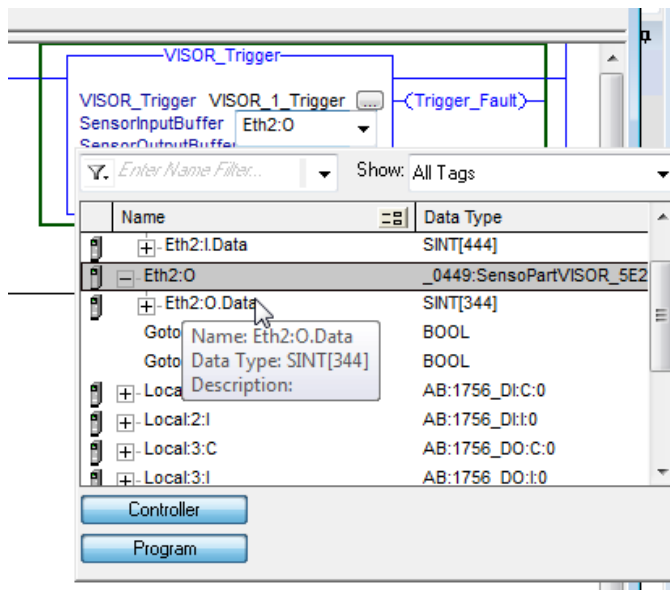 VISOR_Trigger
VISOR_Trigger VISOR_1_Trigger ... Trigger_Fault
SensorInputBuffer Eth2:O
SensorOutputBuffer
Enter Name Filter... Show: All Tags
Name Data Type
Eth2:I.Data SINT[444]
Eth2:O _0449:SensoPartVISOR_5E2
Eth2:O.Data SINT[344]
Goto BOOL
Name: Eth2:O.Data
Goto BOOL
Data Type: SINT[344]
Description:
Loca AB:1756_DI:C:0
Local:2:I AB:1756_DI:I:0
Local:3:C AB:1756_DO:C:0
Local:3:I AB:1756_DO:I:0
Controller
Program